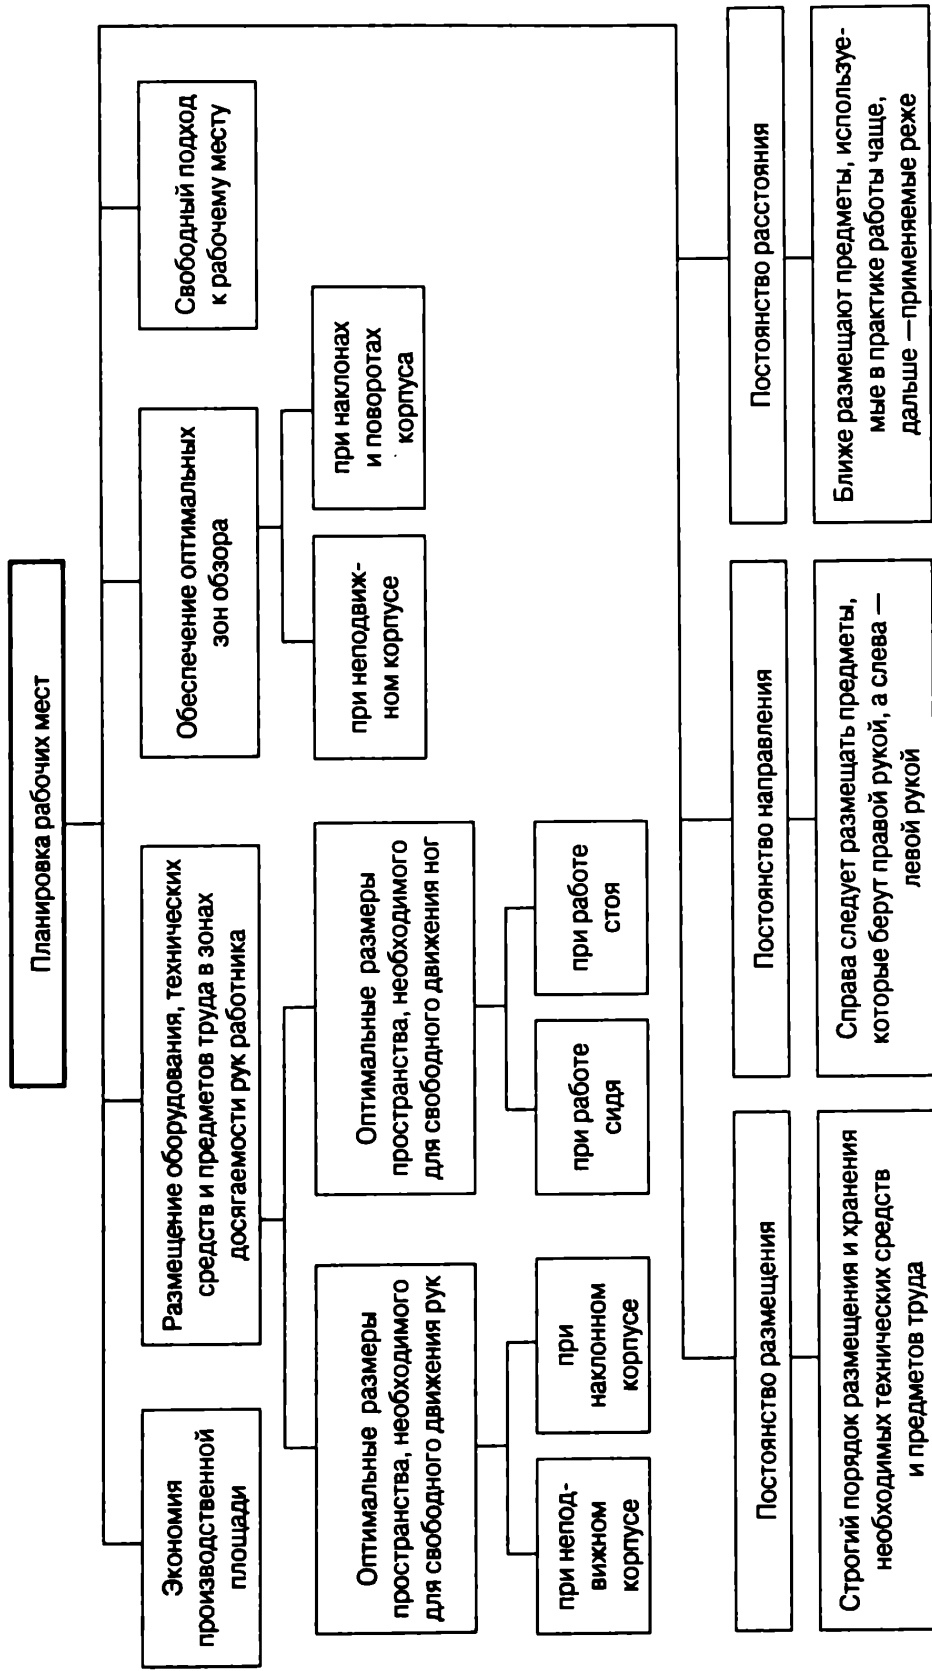 Планировка рабочих мест
Экономия
производственной
площади
Размещение оборудования, технических
средств и предметов труда в зонах
досягаемости рук работника
Обеспечение оптимальных
зон обзора
Свободный подход
к рабочему месту
Оптимальные размеры
пространства, необходимого
для свободного движения рук
Оптимальные размеры
пространства, необходимого
для свободного движения ног
при неподвиж-
ном корпусе
при наклонах
и поворотах
корпуса
при непод-
вижном
корпусе
при
наклонном
корпусе
при работе
сидя
при работе
стоя
Постоянство размещения
Постоянство направления
Постоянство расстояния
Строгий порядок размещения и хранения
необходимых технических средств
и предметов труда
Справа следует размещать предметы,
которые берут правой рукой, а слева —
левой рукой
Ближе размещают предметы, используе-
мые в практике работы чаще,
дальше —применяемые реже